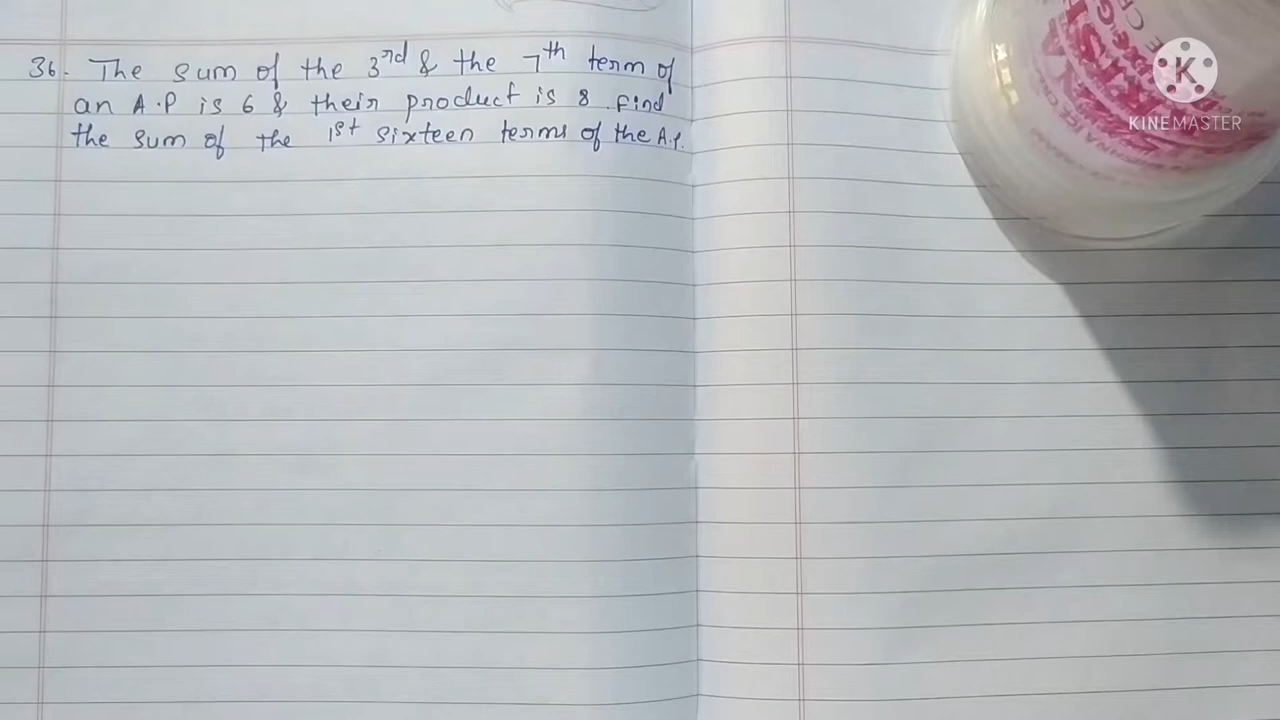 36. The sum of the 3rd & the 7th term of
an A.P is 6 & their product is 8. find
the sum of the 1st sixteen terms of the A.P.
K
KINEMASTER